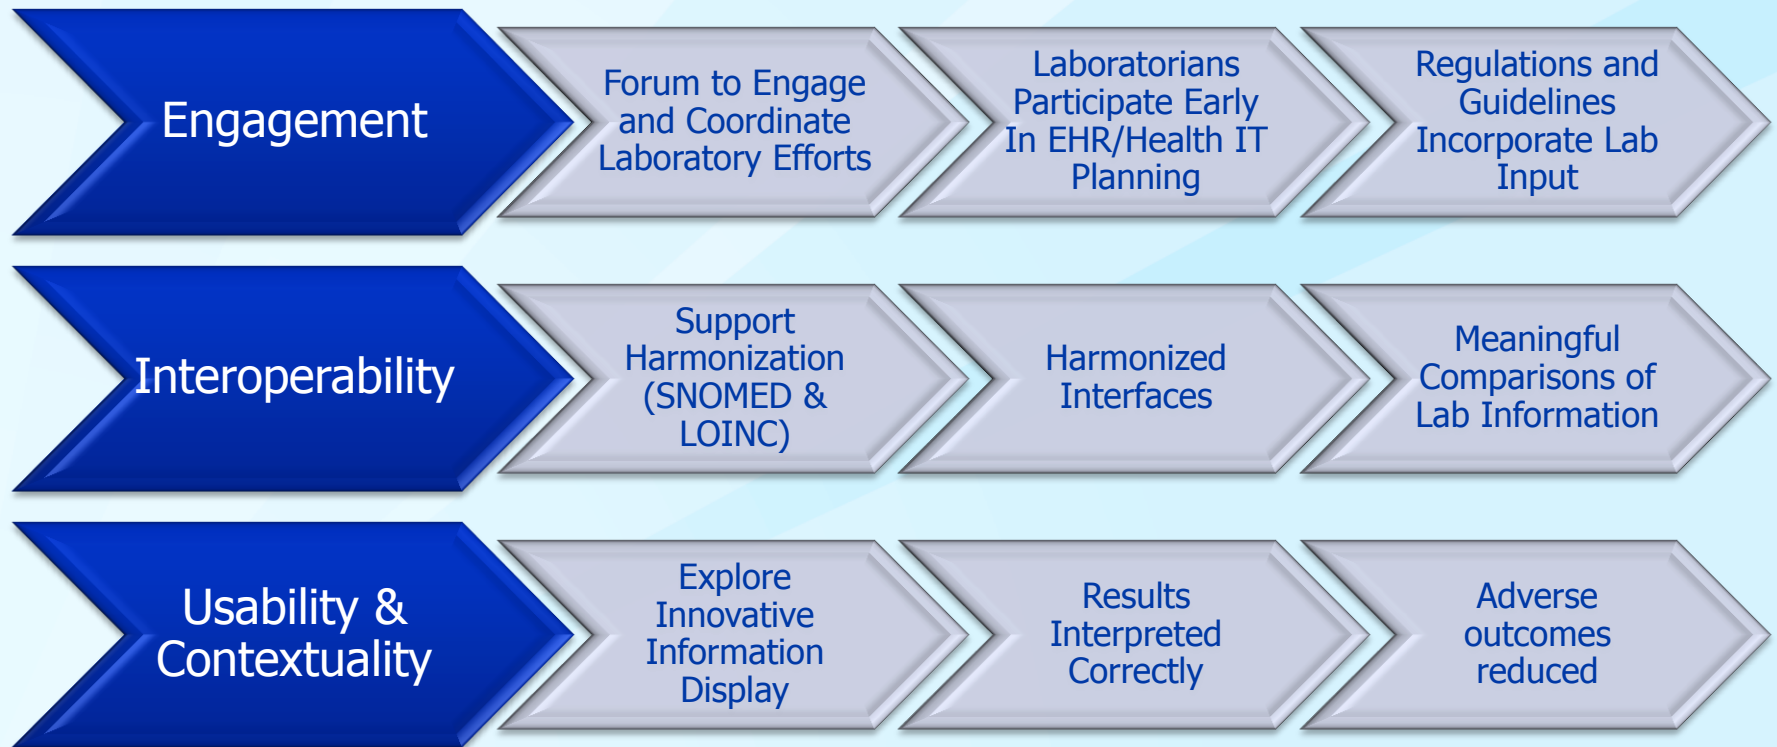 Engagement
Forum to Engage
and Coordinate
Laboratory Efforts
Laboratorians
Participate Early
In EHR/Health IT
Planning
Regulations and
Guidelines
Incorporate Lab
Input
Interoperability
Support
Harmonization
(SNOMED &
LOINC)
Harmonized
Interfaces
Meaningful
Comparisons of
Lab Information
Usability &
Contextuality
Explore
Innovative
Information
Display
Results
Interpreted
Correctly
Adverse
outcomes
reduced